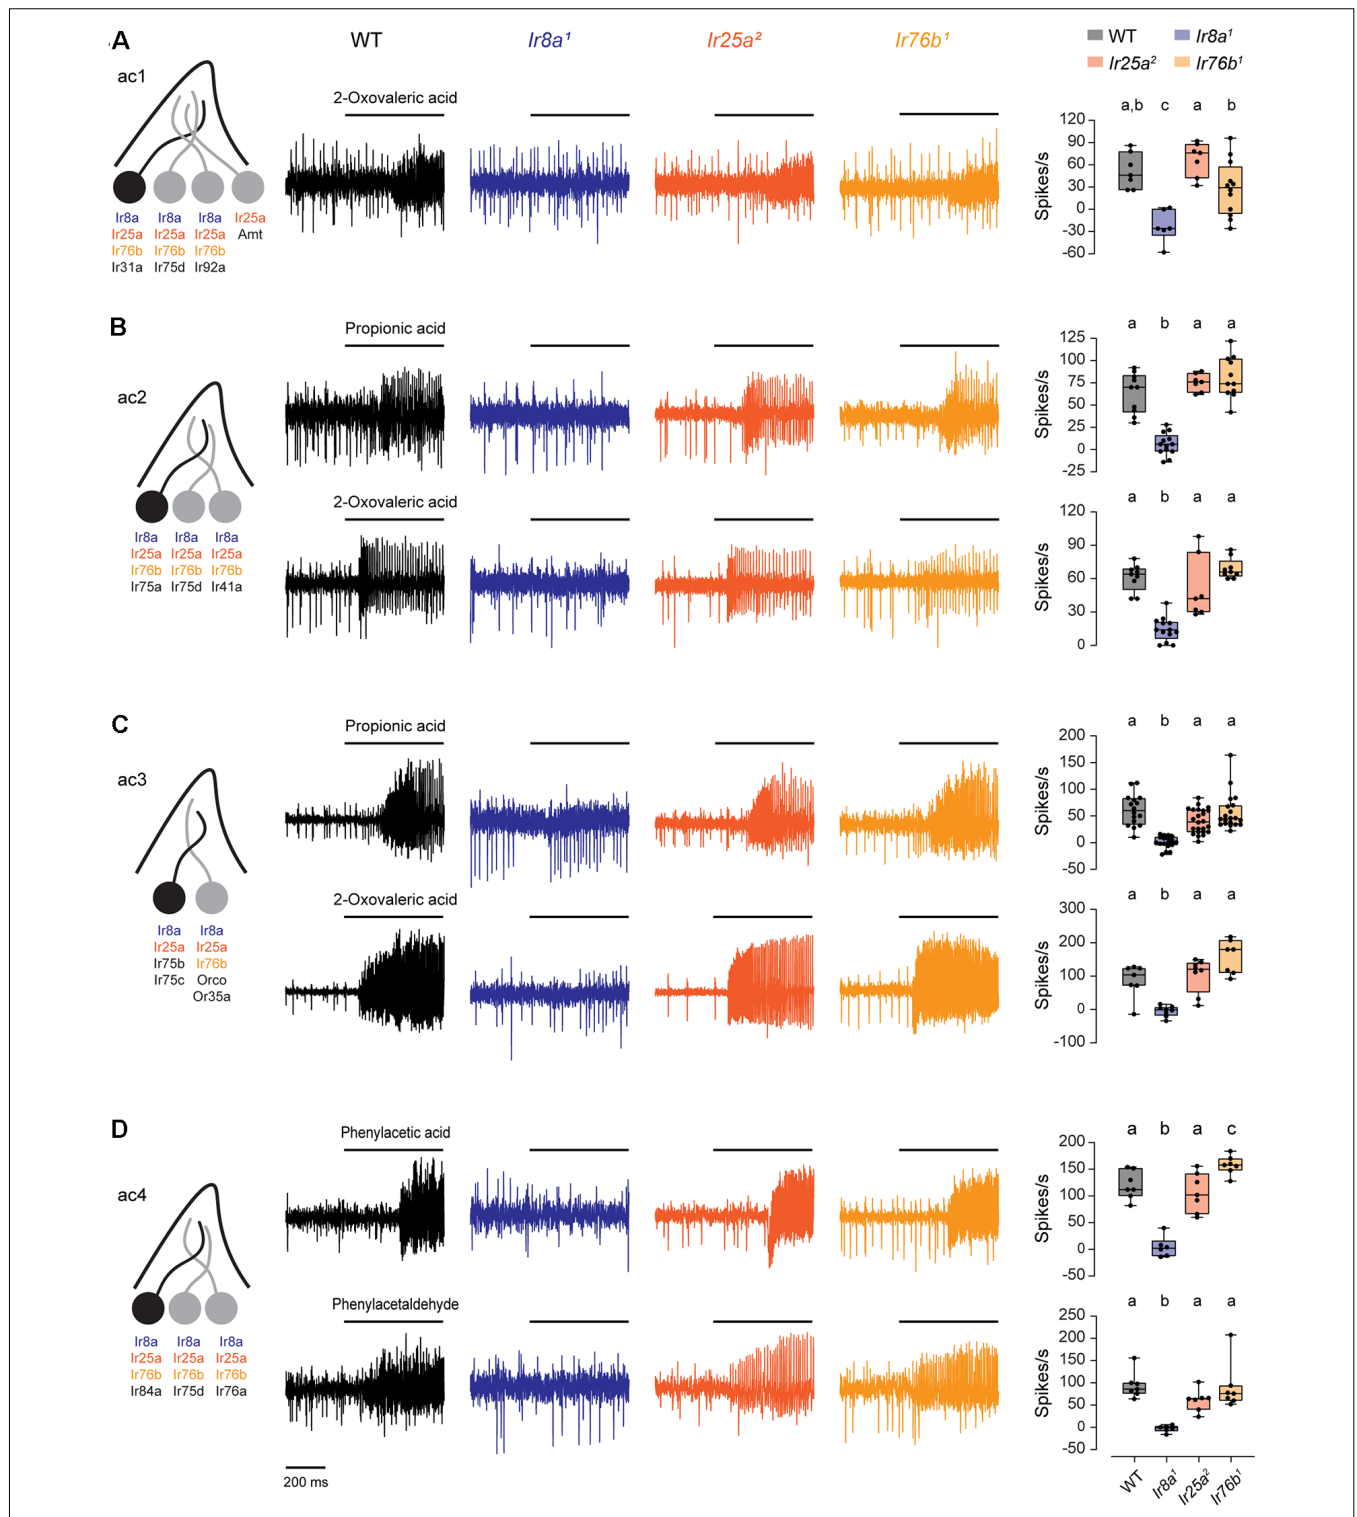 A
WT
Ir8a¹
Ir25a²
Ir76b¹
WT
Ir8a¹
Ir25a²
Ir76b¹
ac1
2-Oxovaleric acid
a,b c a b
120
90
60
30
0
-30
-60
Spikes/s
Ir8a Ir8a Ir8a Ir25a
Ir25a Ir25a Ir25a Amt
Ir76b Ir76b Ir76b
Ir31a Ir75d Ir92a
B
ac2
Propionic acid
a b a a
125
100
75
50
25
0
-25
Spikes/s
2-Oxovaleric acid
a b a a
120
90
60
30
0
Spikes/s
Ir8a Ir8a Ir8a
Ir25a Ir25a Ir25a
Ir76b Ir76b Ir76b
Ir75a Ir75d Ir41a
C
ac3
Propionic acid
a b a a
200
150
100
50
0
-50
Spikes/s
2-Oxovaleric acid
a b a a
300
200
100
0
-100
Spikes/s
Ir8a Ir8a
Ir25a Ir25a
Ir75b Ir76b
Ir75c Orco
Or35a
D
ac4
Phenylacetic acid
a b a c
200
150
100
50
0
-50
Spikes/s
Phenylacetaldehyde
a b a a
250
200
150
100
50
0
-50
Spikes/s
Ir8a Ir8a Ir8a
Ir25a Ir25a Ir25a
Ir76b Ir76b Ir76b
Ir84a Ir75d Ir76a
200 ms
WT Ir8a¹ Ir25a² Ir76b¹